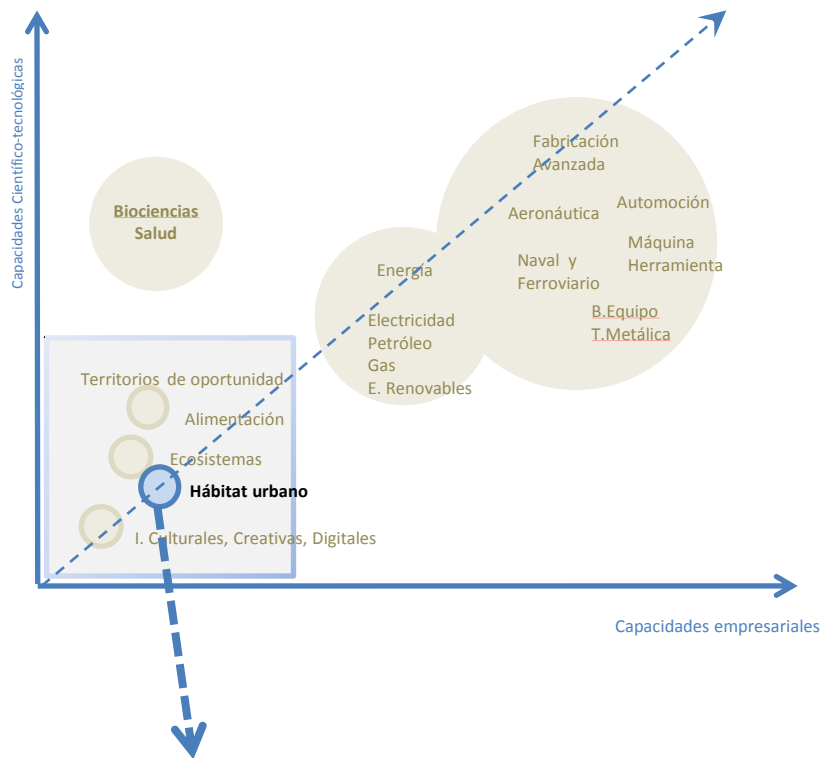 Capacidades Científico-tecnológicas
Fabricación
Avanzada
Aeronáutica
Automoción
Máquina
Herramienta
Naval y
Ferroviario
B.Equipo
T.Metálica
Biociencias
Salud
Energía
Electricidad
Petróleo
Gas
E. Renovables
Territorios de oportunidad
Alimentación
Ecosistemas
Hábitat urbano
I. Culturales, Creativas, Digitales
Capacidades empresariales